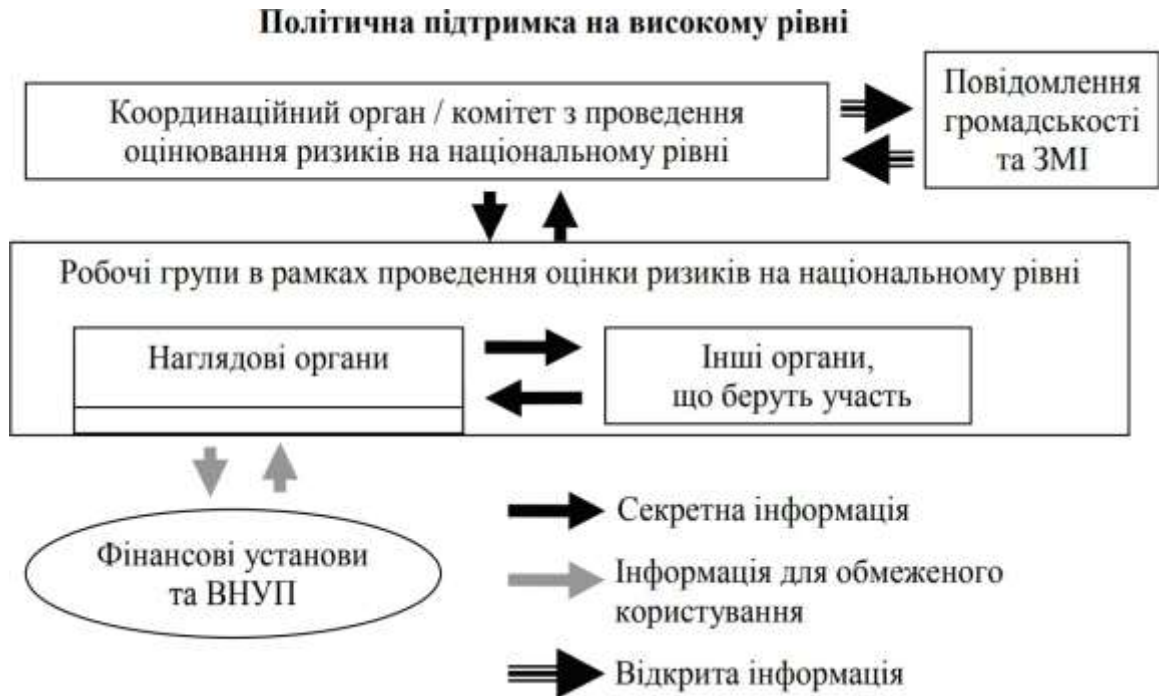 Політична підтримка на високому рівні
Координаційний орган / комітет з проведення
оцінювання ризиків на національному рівні
Повідомлення
громадськості
та ЗМІ
Робочі групи в рамках проведення оцінки ризиків на національному рівні
Наглядові органи
Інші органи,
що беруть участь
Фінансові установи
та ВНУП
Секретна інформація
Інформація для обмеженого
користування
Відкрита інформація